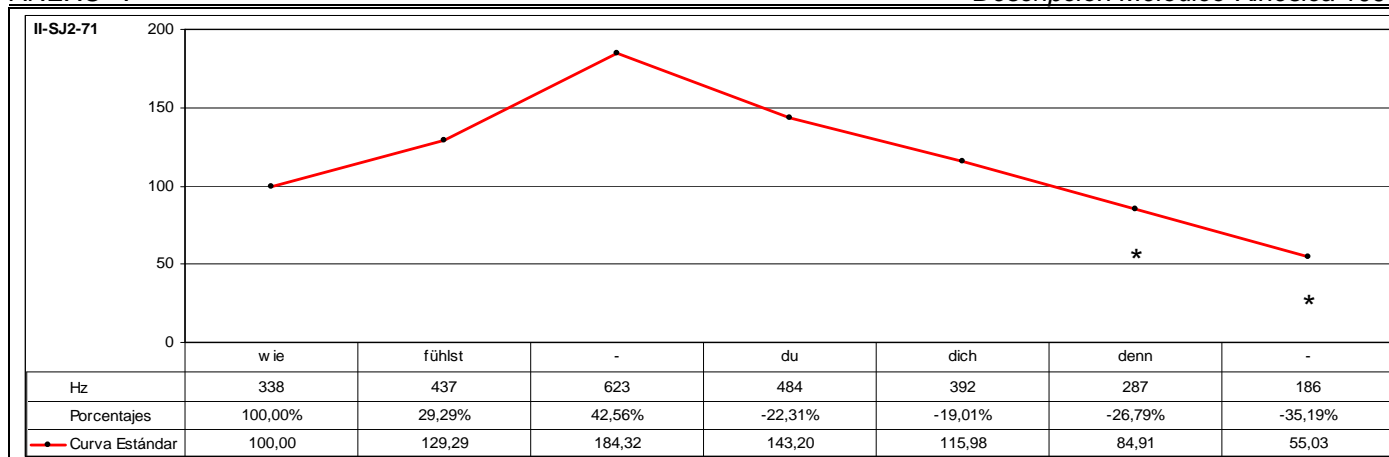 II-SJ2-71
200
150
100
50
0
wie fühlst - du dich denn -
Hz 338 437 623 484 392 287 186
Porcentajes 100,00% 29,29% 42,56% -22,31% -19,01% -26,79% -35,19%
Curva Estándar 100,00 129,29 184,32 143,20 115,98 84,91 55,03
* 
*